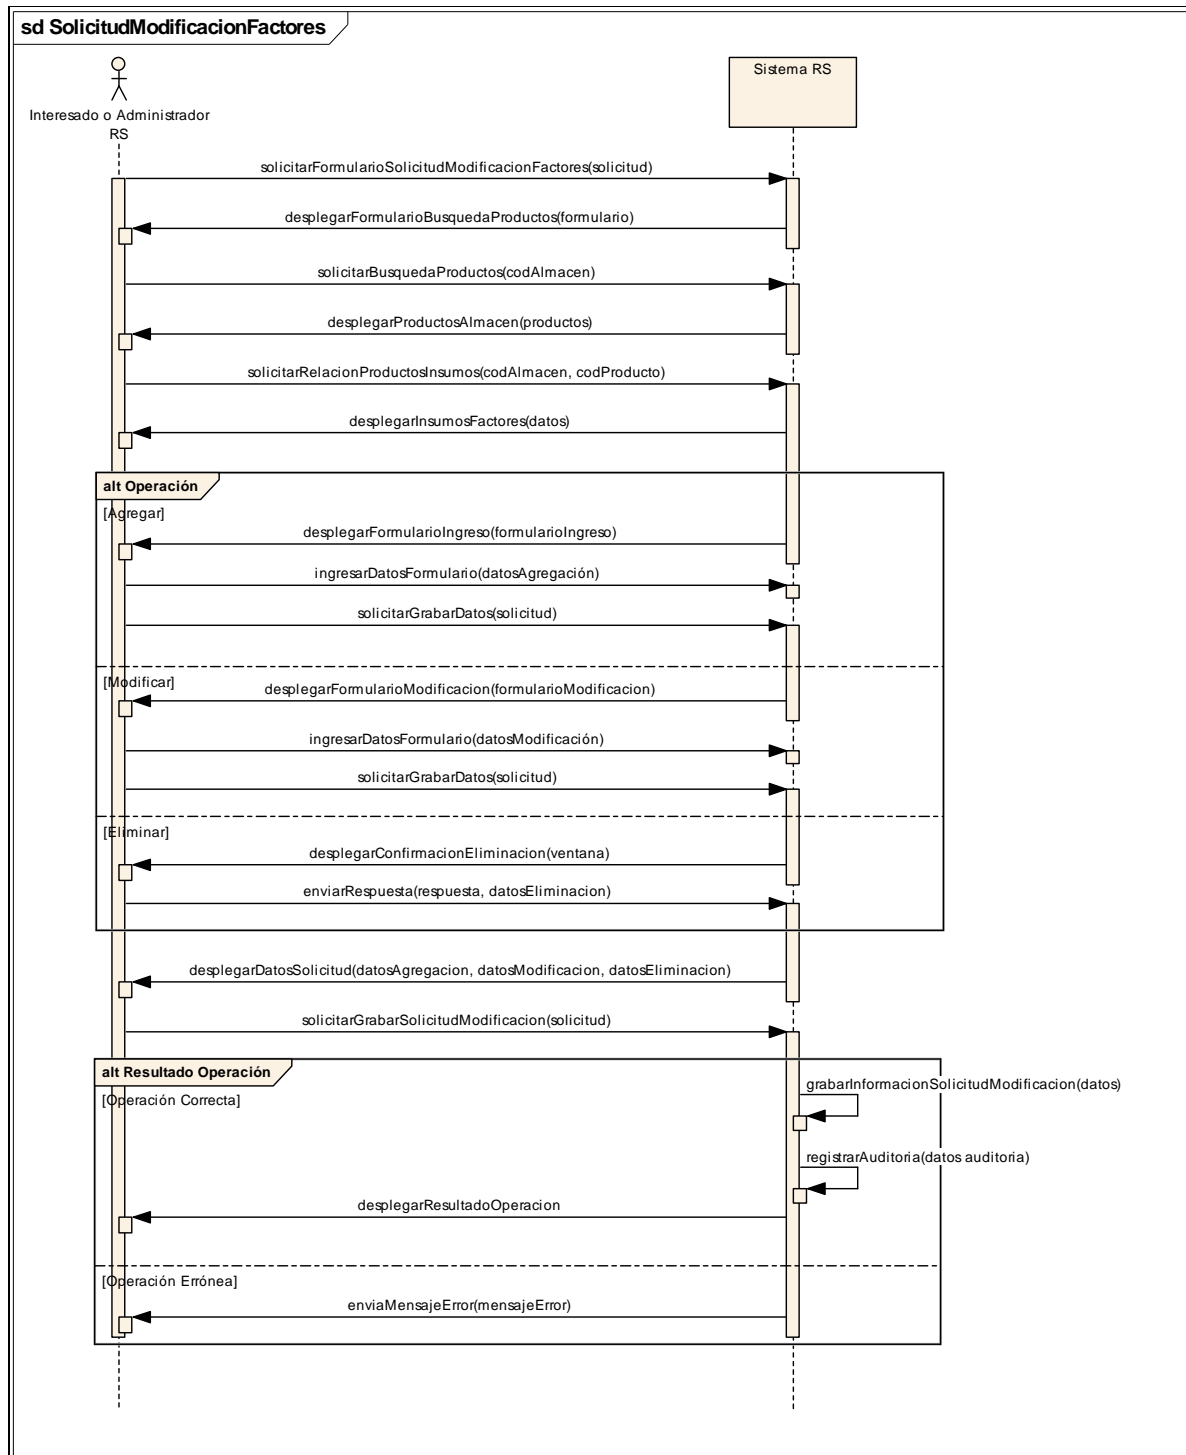 sd SolicitudModificacionFactores
Interesado o Administrador
RS
Sistema RS
solicitarFormularioSolicitudModificacionFactores(solicitud)
desplegarFormularioBusquedaProductos(formulario)
solicitarBusquedaProductos(codAlmacen)
desplegarProductosAlmacen(productos)
solicitarRelacionProductosInsumos(codAlmacen, codProducto)
desplegarInsumosFactores(datos)
alt Operación
[Agregar]
desplegarFormularioIngreso(formularioIngreso)
ingresarDatosFormulario(datosAgregación)
solicitarGrabarDatos(solicitud)
[Modificar]
desplegarFormularioModificacion(formularioModificacion)
ingresarDatosFormulario(datosModificación)
solicitarGrabarDatos(solicitud)
[Eliminar]
desplegarConfirmacionEliminacion(ventana)
enviarRespuesta(respuesta, datosEliminacion)
desplegarDatosSolicitud(datosAgregacion, datosModificacion, datosEliminacion)
solicitarGrabarSolicitudModificacion(solicitud)
alt Resultado Operación
grabarInformacionSolicitudModificacion(datos)
[Operación Correcta]
registrarAuditoria(datos auditoria)
desplegarResultadoOperacion
[Operación Errónea]
enviaMensajeError(mensajeError)